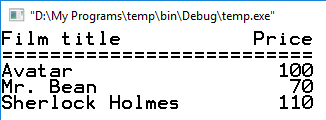 "D:\My Programs\temp\bin\Debug\temp.exe"
Film title           Price
==========================
Avatar                 100
Mr. Bean                70
Sherlock Holmes        110